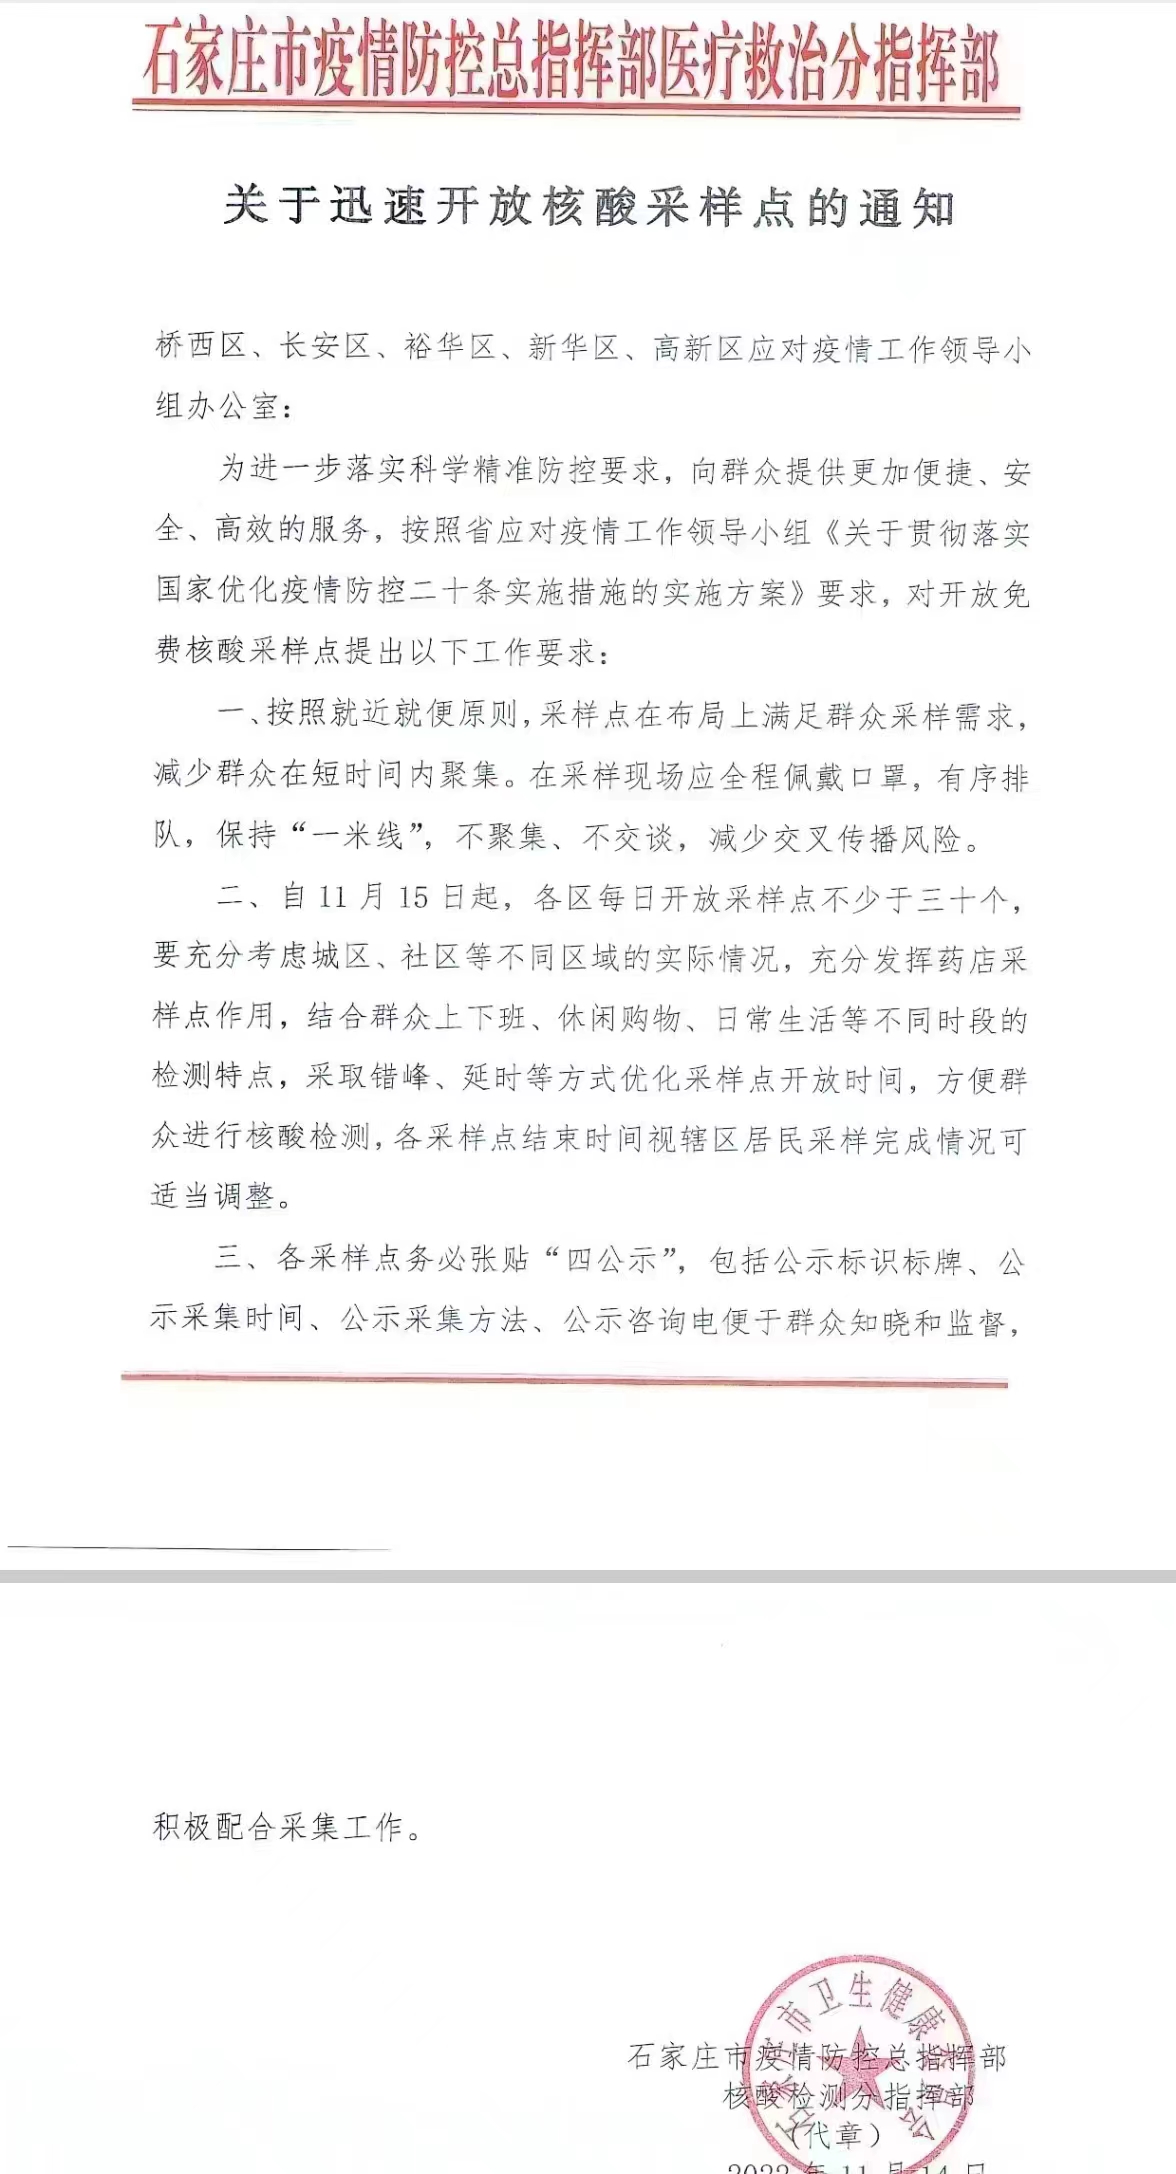 石家庄市疫情防控总指挥部医疗救治分指挥部
关于迅速开放核酸采样点的通知
桥西区、长安区、裕华区、新华区、高新区应对疫情工作领导小
组办公室：
为进一步落实科学精准防控要求，向群众提供更加便捷、安
全、高效的服务，按照省应对疫情工作领导小组《关于贯彻落实
国家优化疫情防控二十条实施措施的实施方案》要求，对开放免
费核酸采样点提出以下工作要求：
一、按照就近就便原则，采样点在布局上满足群众采样需求，
减少群众在短时间内聚集。在采样现场应全程佩戴口罩，有序排
队，保持“一米线”，不聚集、不交谈，减少交叉传播风险。
二、自 11 月 15 日起，各区每日开放采样点不少于三十个，
要充分考虑城区、社区等不同区域的实际情况，充分发挥药店采
样点作用，结合群众上下班、休闲购物、日常生活等不同时段的
检测特点，采取错峰、延时等方式优化采样点开放时间，方便群
众进行核酸检测，各采样点结束时间视辖区居民采样完成情况可
适当调整。
三、各采样点务必张贴“四公示”，包括公示标识标牌、公
示采集时间、公示采集方法、公示咨询电便于群众知晓和监督，
积极配合采集工作。
石家庄市疫情防控总指挥部
核酸检测分指挥部
（代章）
2022 年 11 月 14 日
石家庄市卫生健康委员会